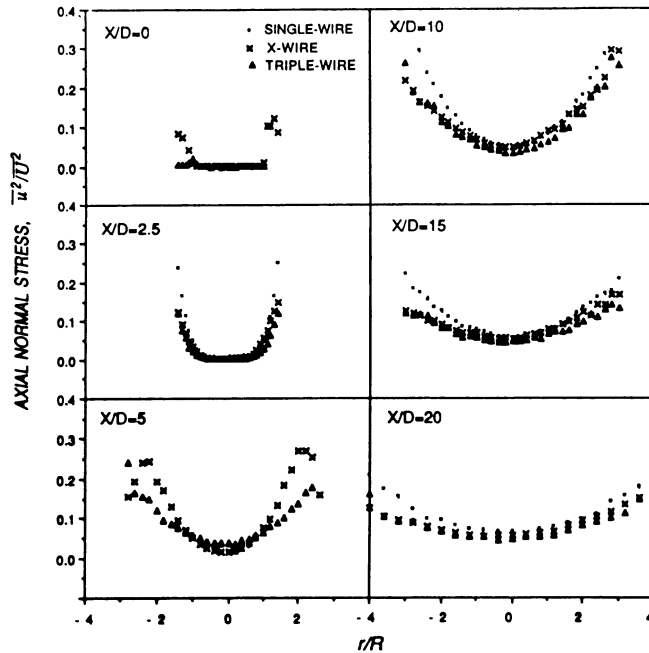 0.4
X/D=0
• SINGLE-WIRE
× X-WIRE
▲ TRIPLE-WIRE
X/D=10
0.3
0.2
0.1
0.0
0.4
X/D=2.5
X/D=15
0.3
0.2
0.1
0.0
0.4
X/D=5
X/D=20
0.3
0.2
0.1
0.0
AXIAL NORMAL STRESS, u²/U²
-4 -2 0 2 -4 -2 0 2 4
r/R